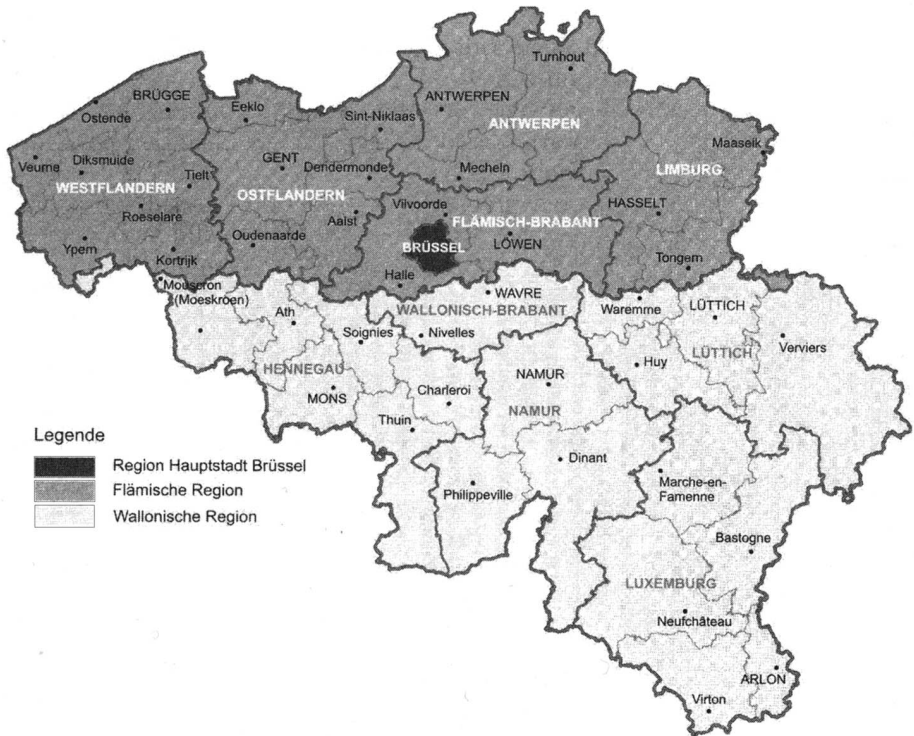 Turnhout
BRÜGGE
Eeklo
ANTWERPEN
Ostende
Sint-Niklaas
ANTWERPEN
Maaseik
Veurne
Diksmuide
GENT
Dendermonde
Mecheln
LIMBURG
Tielt
WESTFLANDERN
OSTFLANDERN
Roeselare
Aalst
Vilvoorde
FLÄMISCH-BRABANT
HASSELT
Ypern
Oudenaarde
BRÜSSEL
LÖWEN
Kortrijk
Halle
Tongern
Mouscron
(Moeskroen)
WAVRE
WALLONISCH-BRABANT
Waremme
LÜTTICH
Ath
Soignies
Nivelles
Verviers
LÜTTICH
Huy
HENNEGAU
NAMUR
MONS
Charleroi
NAMUR
Thuin
Legende
Region Hauptstadt Brüssel
Flämische Region
Wallonische Region
Dinant
Philippeville
Marche-en-
Famenne
Bastogne
LUXEMBURG
Neufchâteau
ARLON
Virton